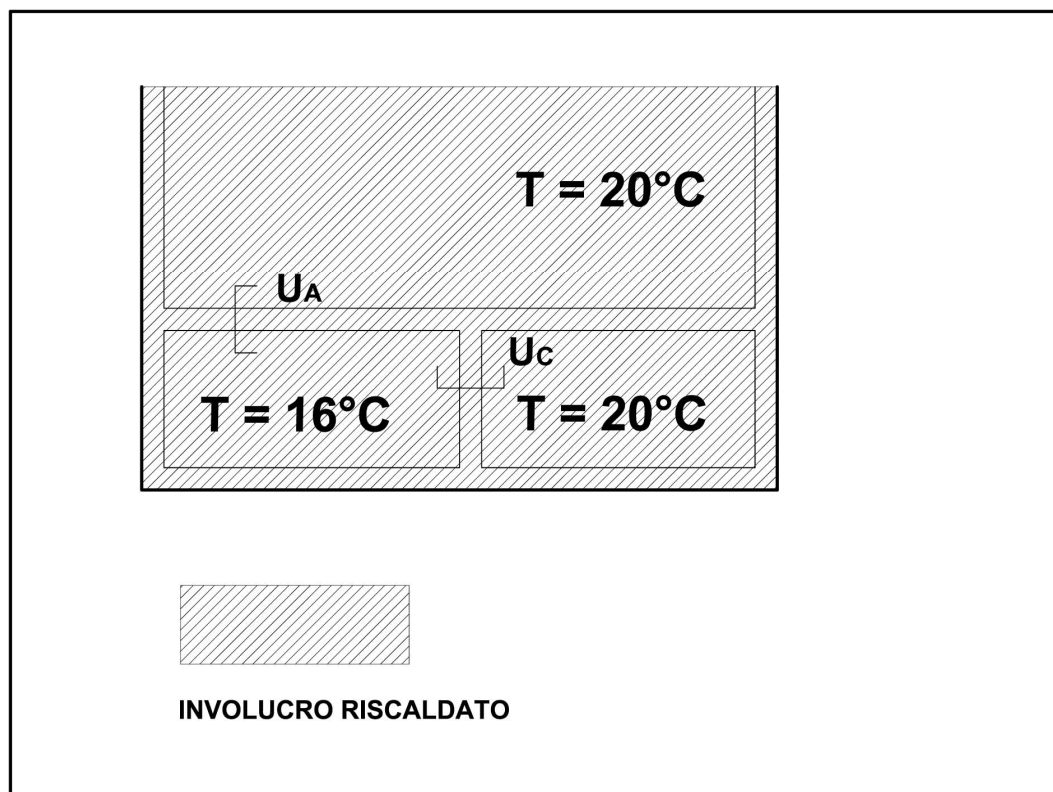 T = 20°C
UA
UC
T = 16°C
T = 20°C
INVOLUCRO RISCALDATO